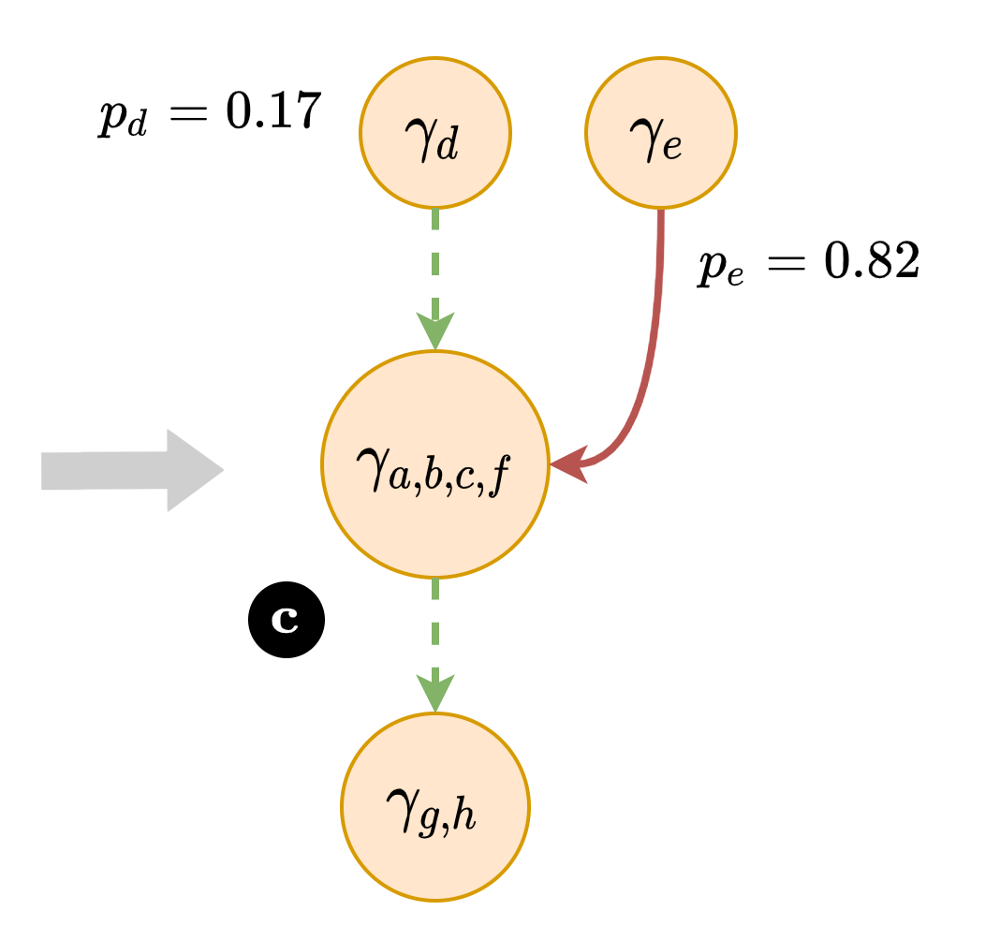 p_d = 0.17
γ_d
γ_e
p_e = 0.82
γ_{a,b,c,f}
c
γ_{g,h}